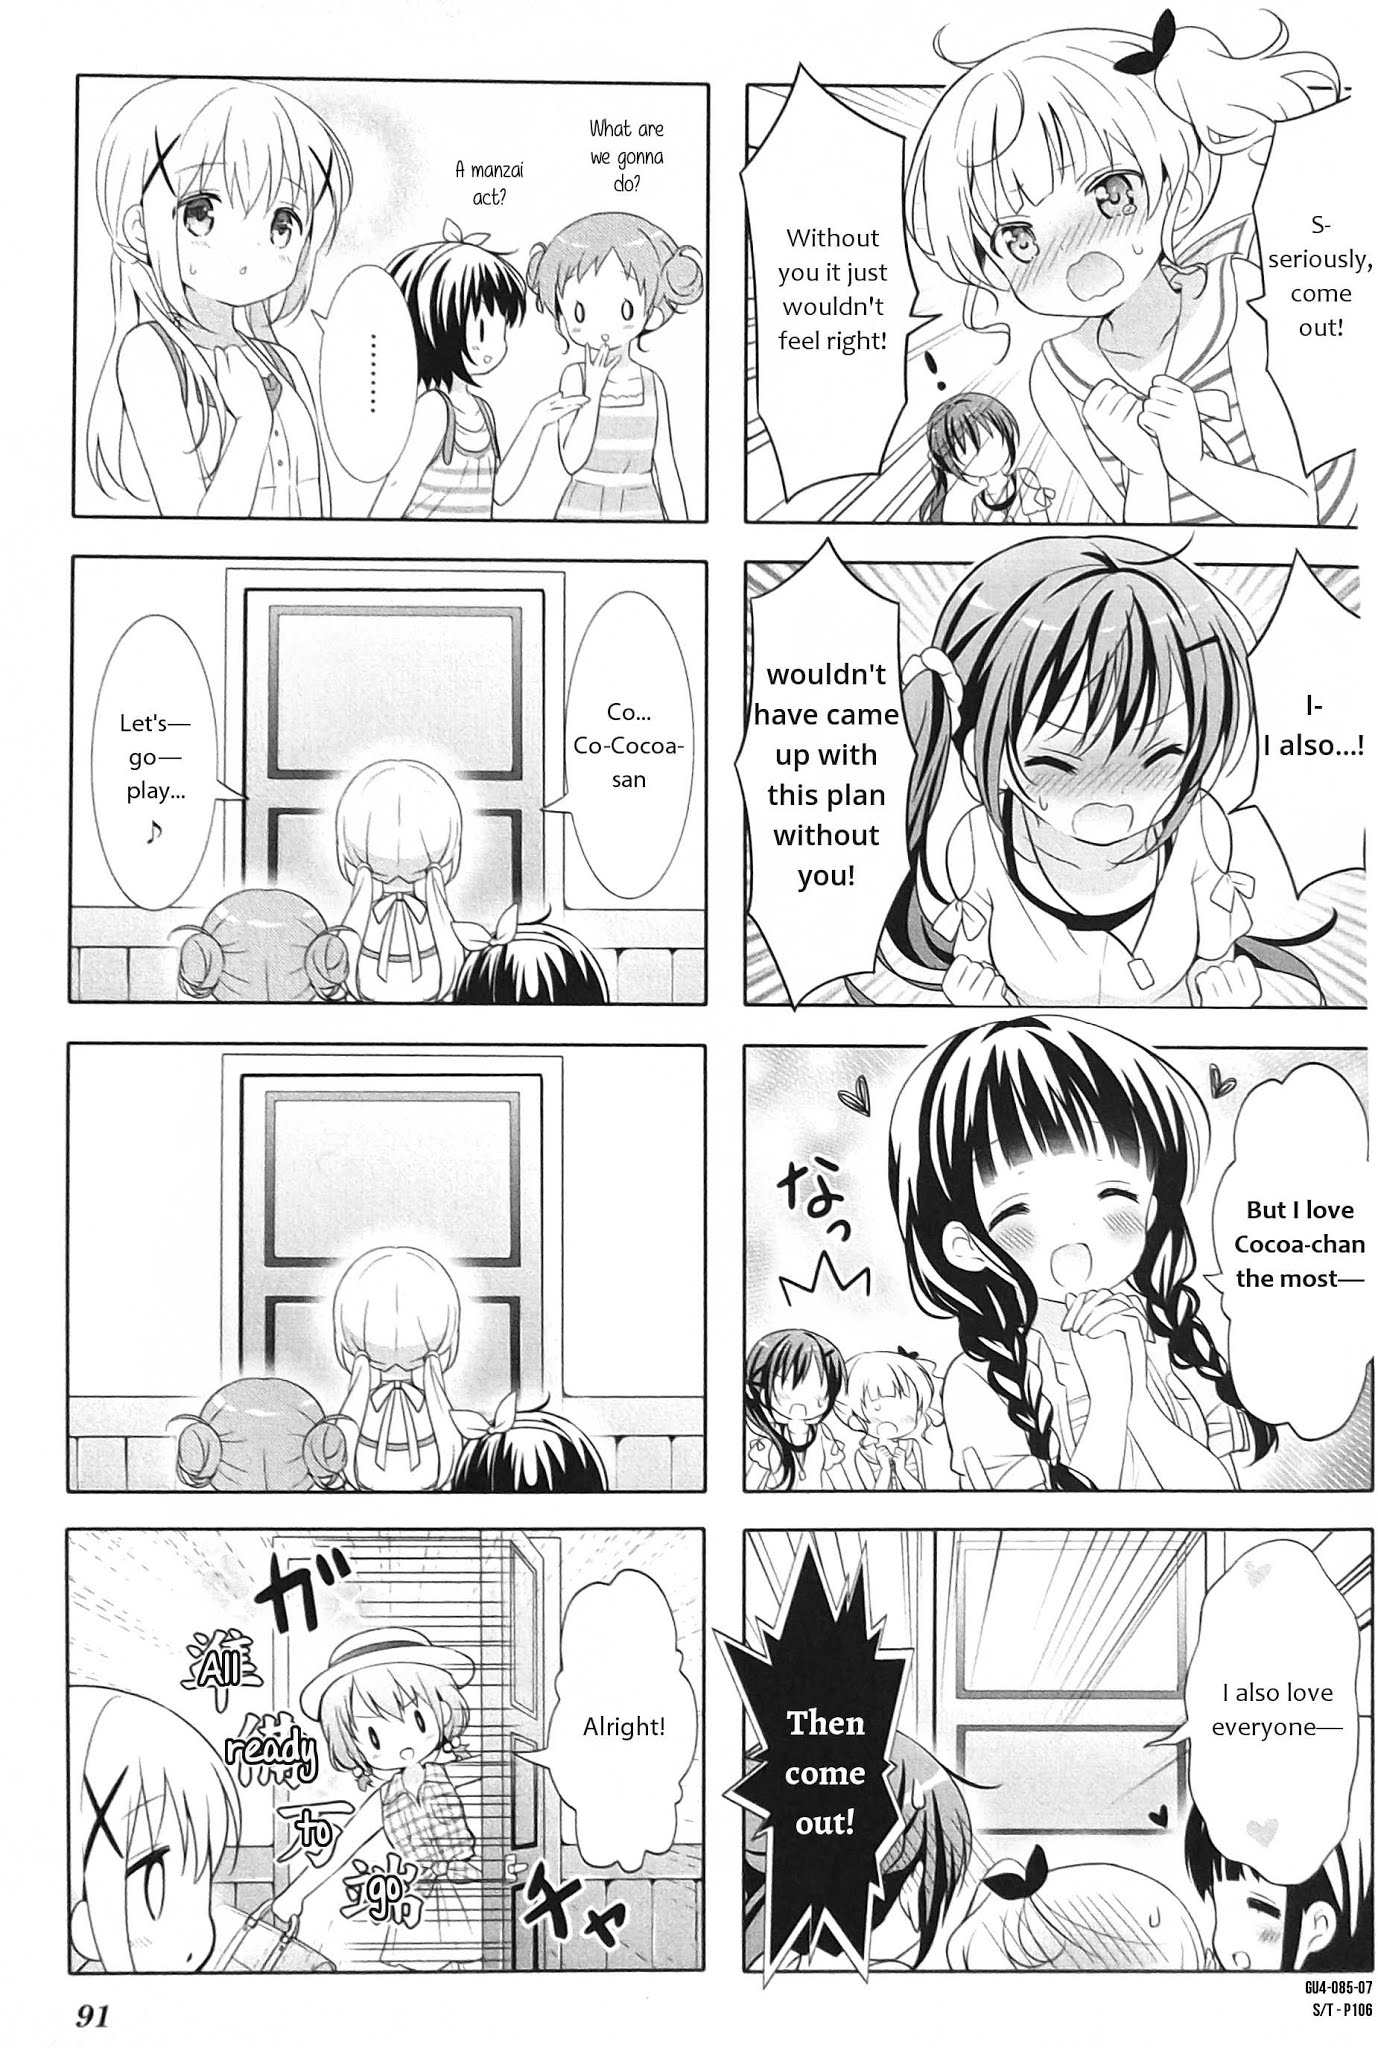 S-
seriously,
come
out!
Without
you it just
wouldn't
feel right!
!
I-
I also...!
wouldn't
have came
up with
this plan
without
you!
But I love
Cocoa-chan
the most—
なっ
I also love
everyone—
Then
come
out!
What are
we gonna
do?
A manzai
act?
.........
Co...
Co-Cocoa-
san
Let's—
go—
play...
♪
Alright!
ガ
チャ
準備万端
All
ready
to
go
91
GU4-085-07
S/T - P106